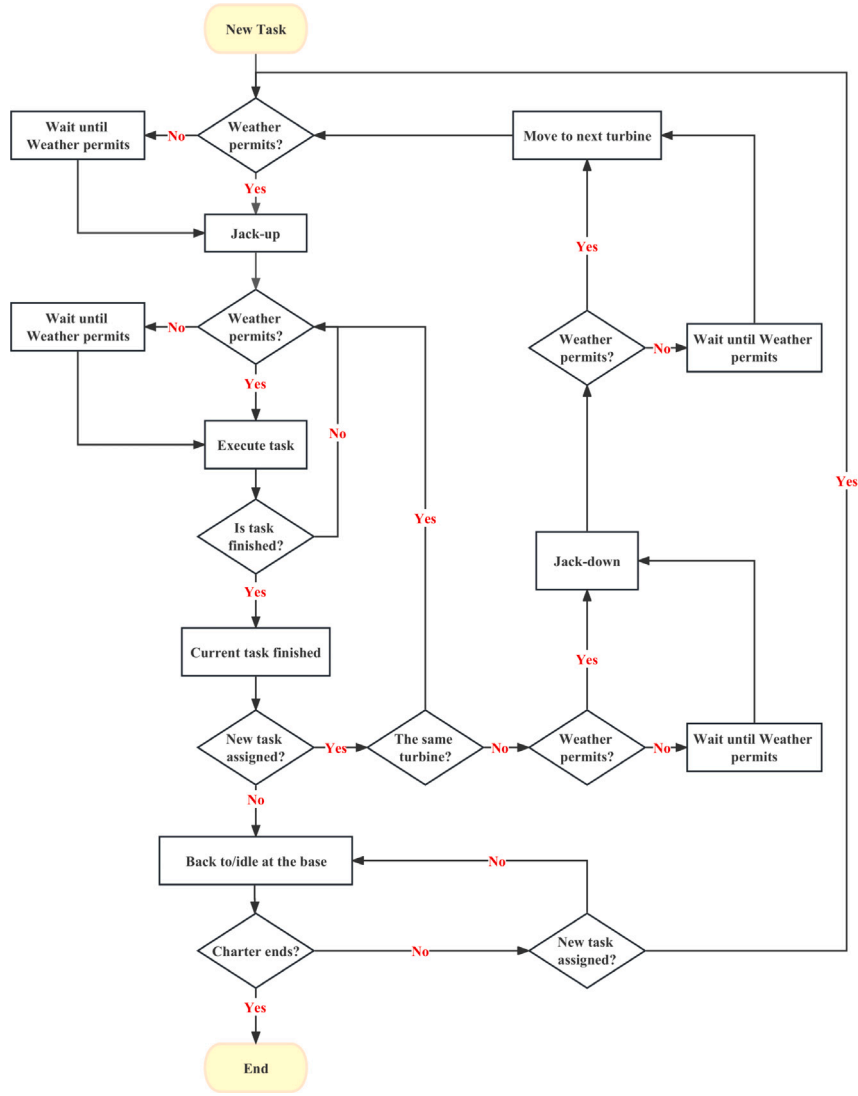 New Task
Wait until
Weather permits
No
Weather
permits?
Move to next turbine
Yes
Jack-up
Yes
Wait until
Weather permits
No
Weather
permits?
Weather
permits?
No
Wait until Weather
permits
Yes
Execute task
No
Yes
Yes
Is task
finished?
Jack-down
Yes
Current task finished
Yes
New task
assigned?
Yes
The same
turbine?
No
Weather
permits?
No
Wait until Weather
permits
No
Back to/idle at the base
No
Charter ends?
No
New task
assigned?
Yes
End